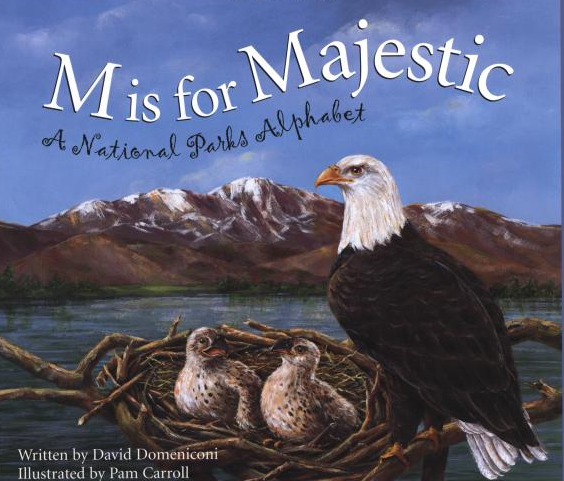 M is for Majestic
A National Parks Alphabet
Written by David Domeniconi
Illustrated by Pam Carroll